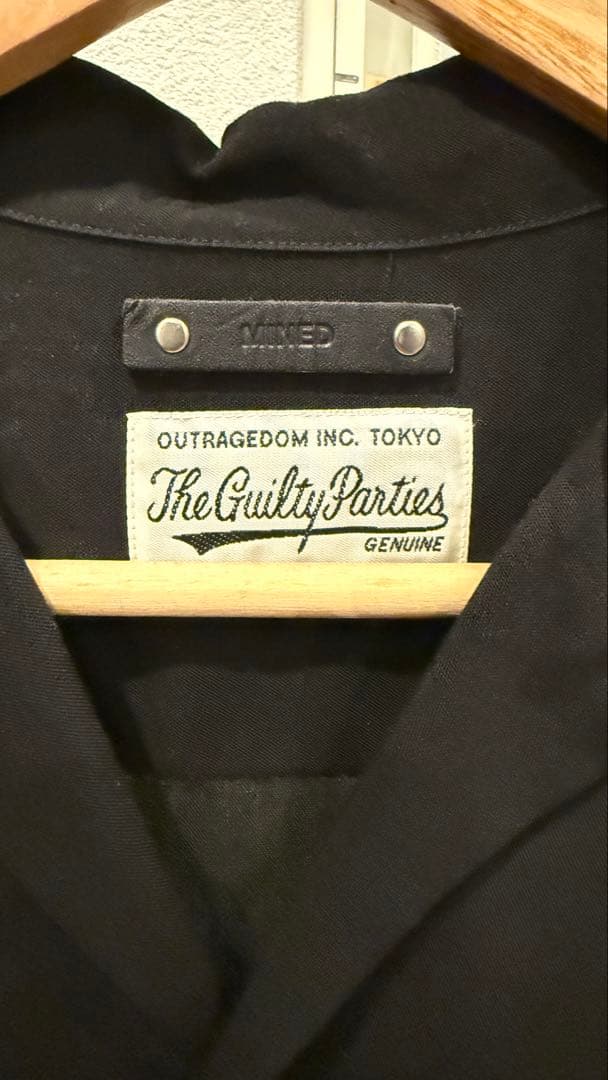 MINED
OUTRAGEDOM INC. TOKYO
The Guilty Parties
GENUINE